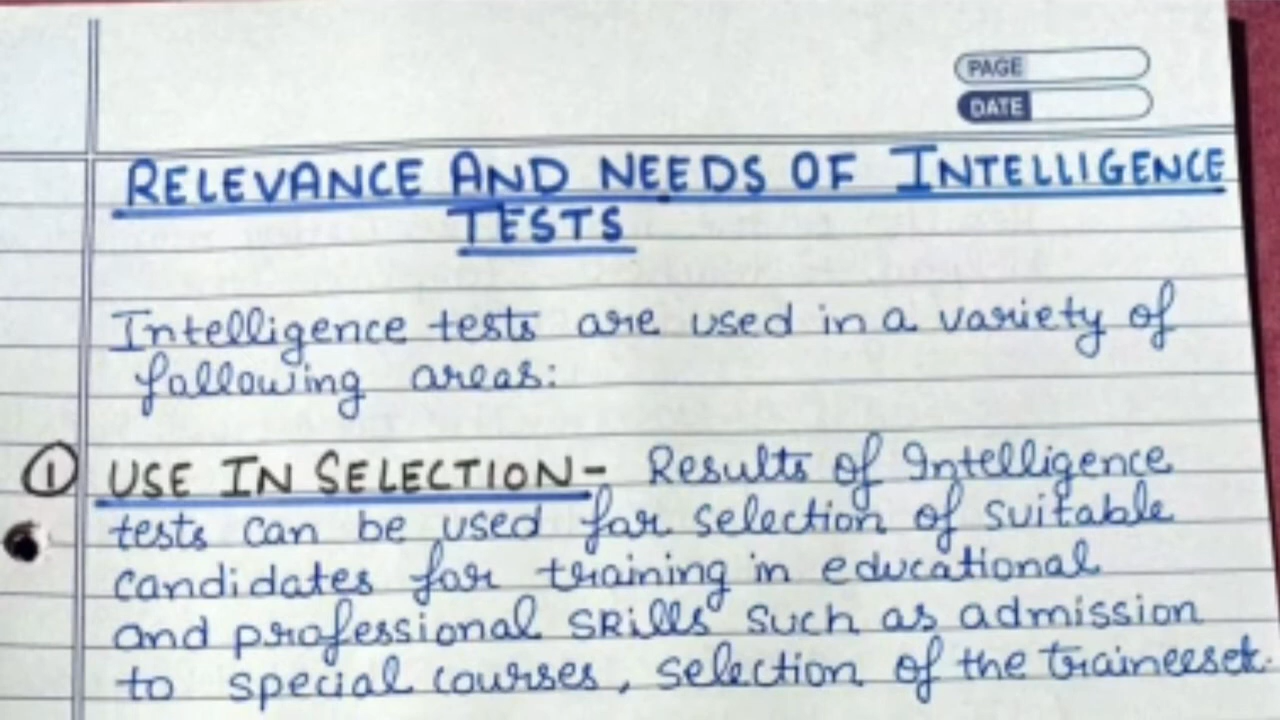 PAGE
DATE
RELEVANCE AND NEEDS OF INTELLIGENCE
TESTS
Intelligence tests are used in a variety of
following areas:
① USE IN SELECTION- Results of Intelligence
tests can be used for selection of suitable
candidates for training in educational
and professional skills such as admission
to special courses, selection of the trainees